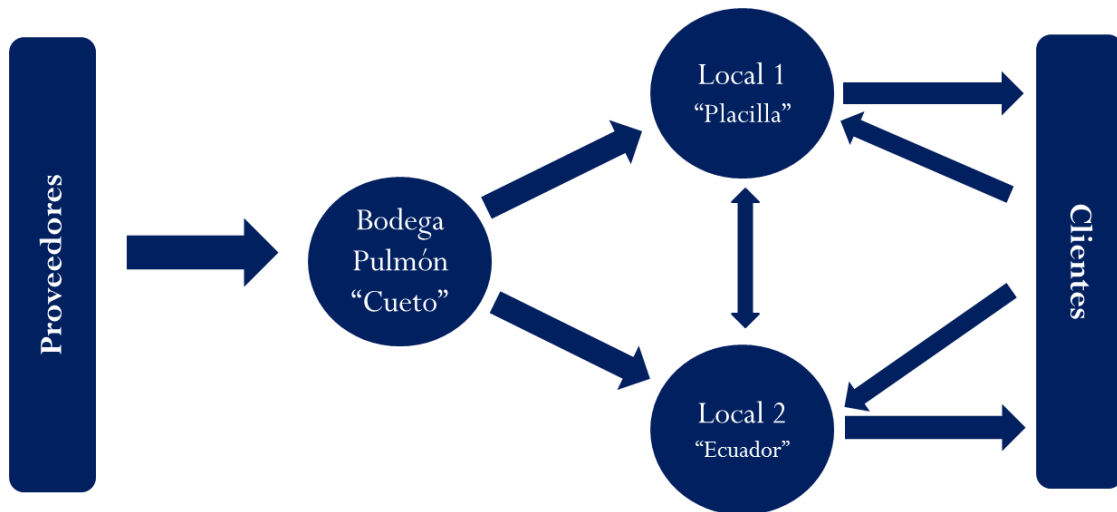 Proveedores
Bodega
Pulmón
“Cueto”
Local 1
“Placilla”
Local 2
“Ecuador”
Clientes